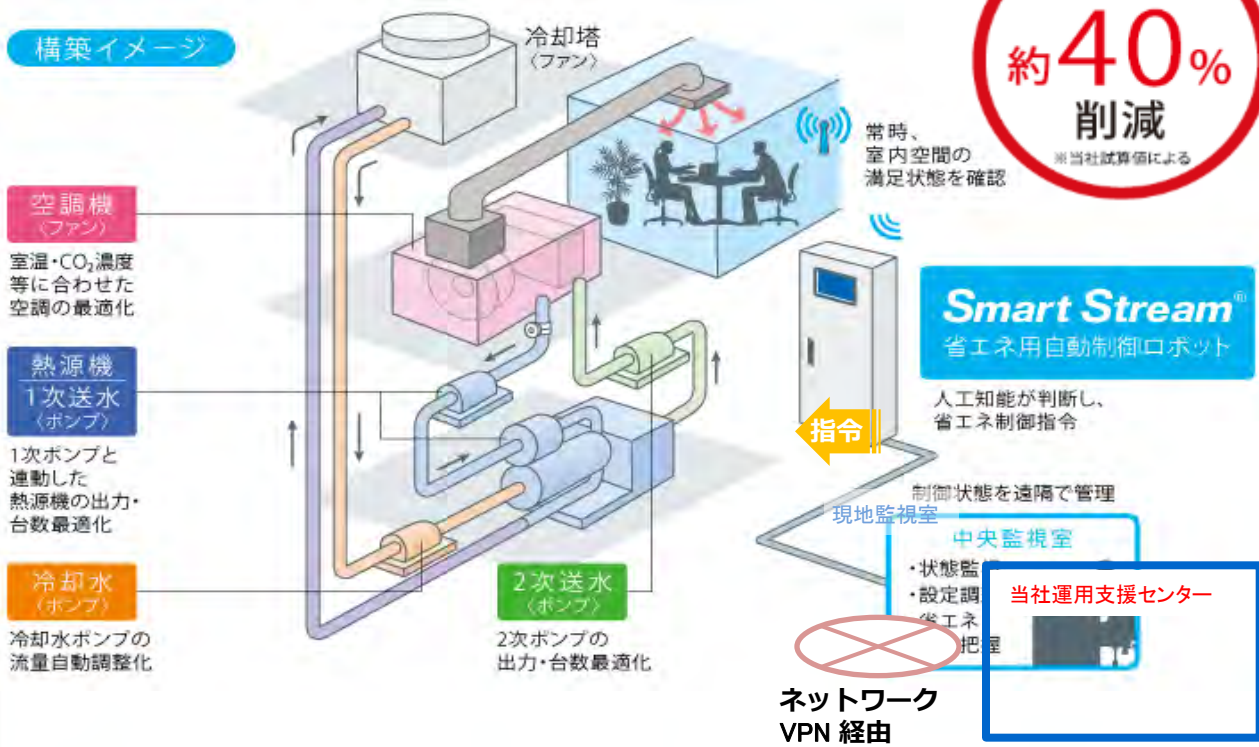 構築イメージ
冷却塔
〈ファン〉
約40%
削減
※当社試算値による
常時、
室内空間の
満足状態を確認
空調機
〈ファン〉
室温・CO₂濃度
等に合わせた
空調の最適化
Smart Stream®
省エネ用自動制御ロボット
人工知能が判断し、
省エネ制御指令
指令
熱源機
1次送水
〈ポンプ〉
1次ポンプと
連動した
熱源機の出力・
台数最適化
制御状態を遠隔で管理
現地監視室
中央監視室
・状態監
・設定調
省エネ
把握
当社運用支援センター
冷却水
〈ポンプ〉
冷却水ポンプの
流量自動調整化
2次送水
〈ポンプ〉
2次ポンプの
出力・台数最適化
ネットワーク
VPN 経由